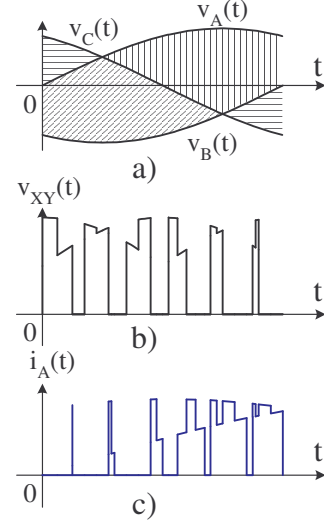 v_C(t) v_A(t)
t
0
v_B(t)
a)
v_XY(t)
t
0
b)
i_A(t)
t
0
c)